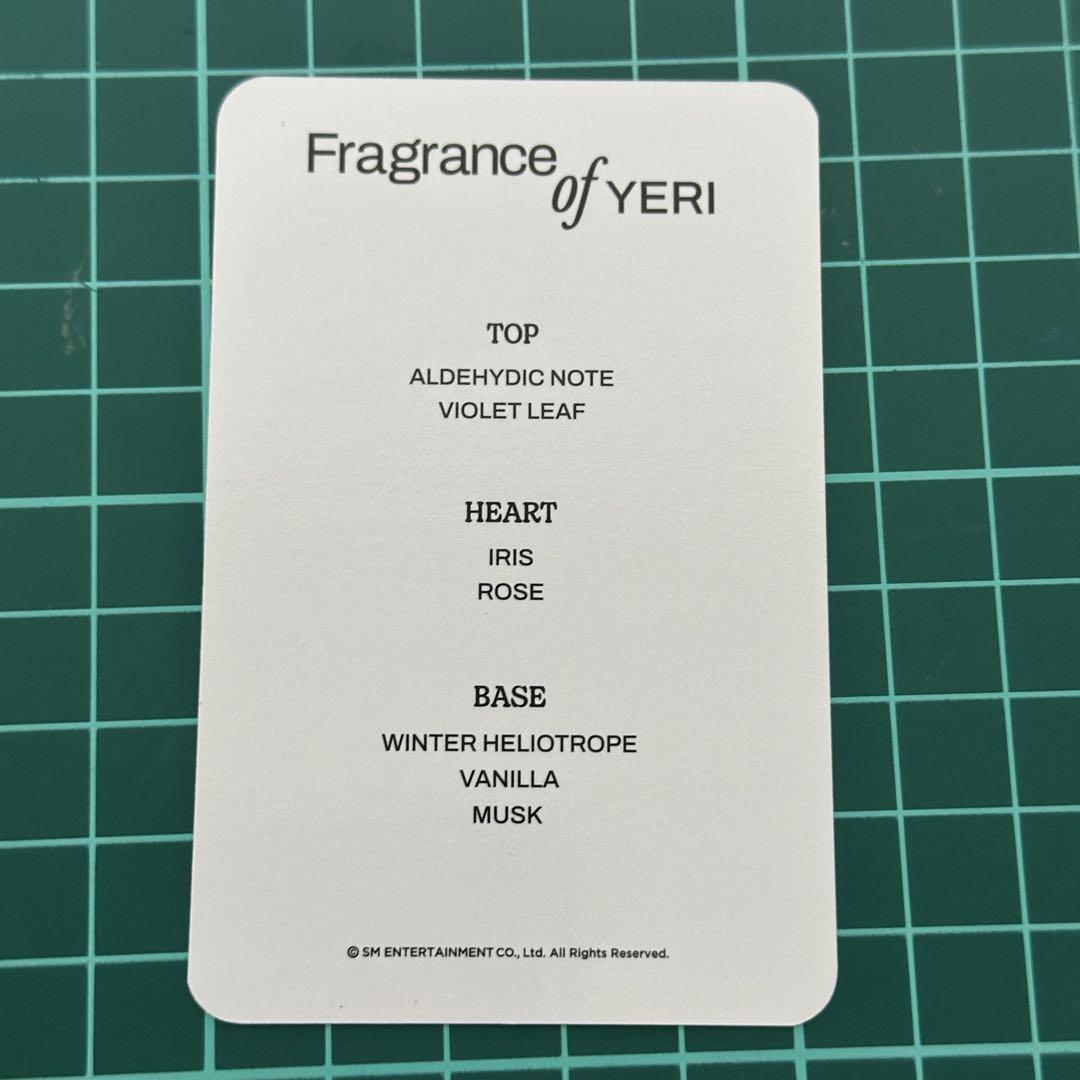 Fragrance of YERI
TOP
ALDEHYDIC NOTE
VIOLET LEAF
HEART
IRIS
ROSE
BASE
WINTER HELIOTROPE
VANILLA
MUSK
© SM ENTERTAINMENT CO., Ltd. All Rights Reserved.